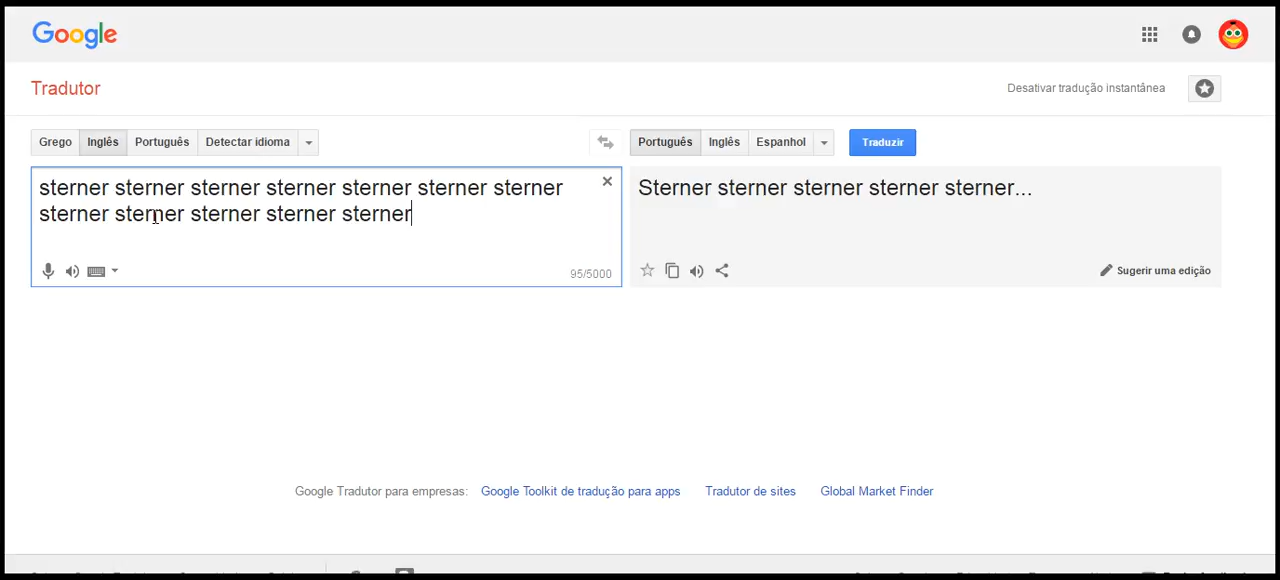 Google
Tradutor
Desativar tradução instantânea
Grego Inglês Português Detectar idioma
Português Inglês Espanhol Traduzir
sterner sterner sterner sterner sterner sterner sterner
sterner sterner sterner sterner sterner
95/5000
Sterner sterner sterner sterner sterner...
Sugerir uma edição
Google Tradutor para empresas: Google Toolkit de tradução para apps Tradutor de sites Global Market Finder